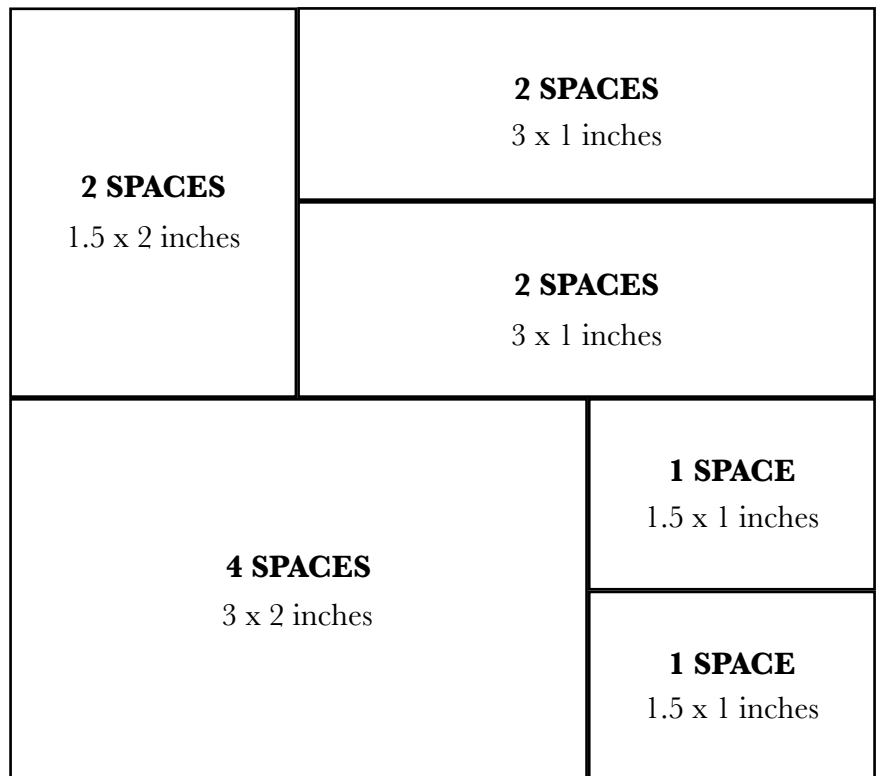 2 SPACES
1.5 x 2 inches
2 SPACES
3 x 1 inches
2 SPACES
3 x 1 inches
4 SPACES
3 x 2 inches
1 SPACE
1.5 x 1 inches
1 SPACE
1.5 x 1 inches